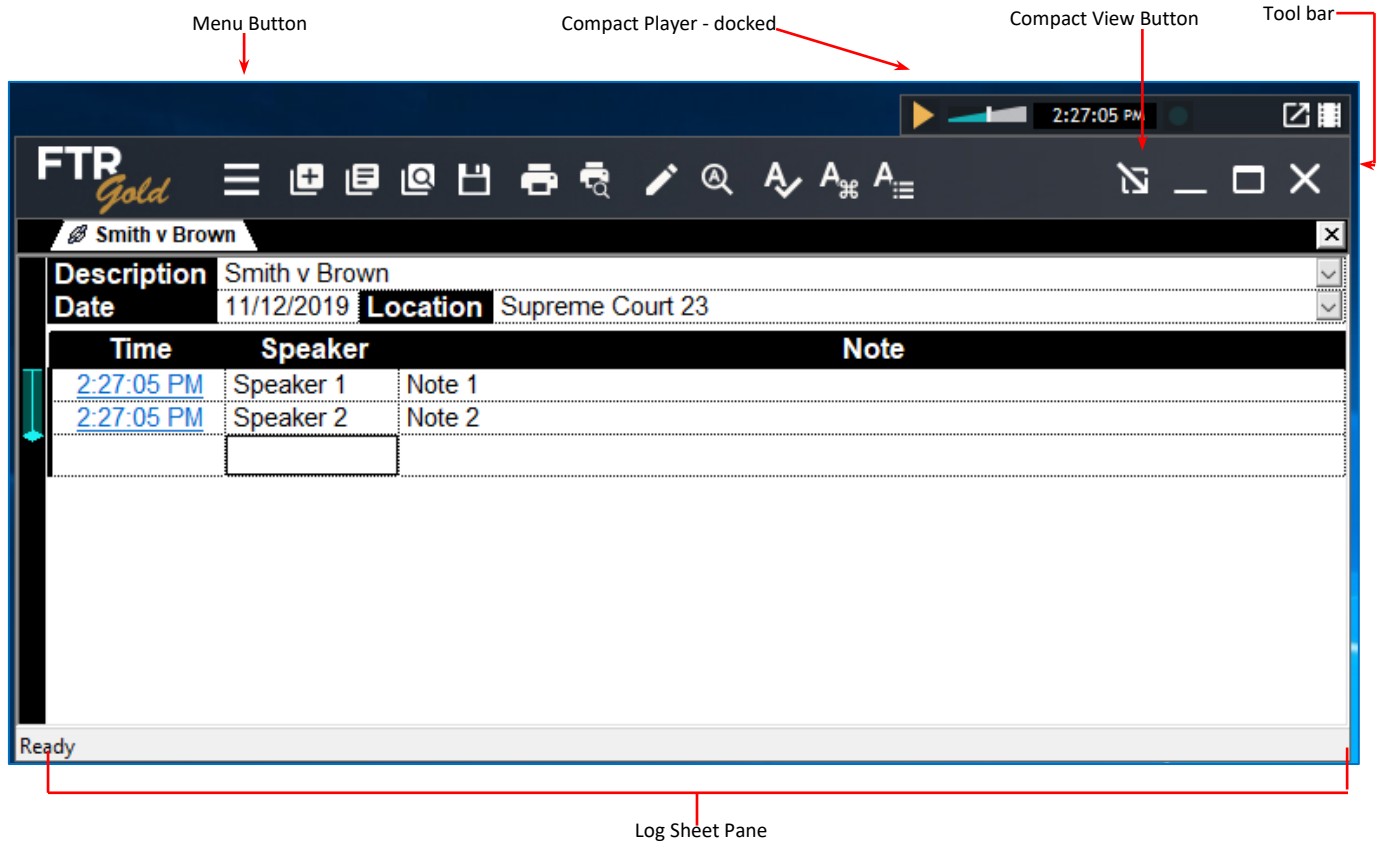 Menu Button
Compact Player - docked
Compact View Button
Tool bar
2:27:05 PM
FTR
Gold
Smith v Brown
Description Smith v Brown
Date 11/12/2019 Location Supreme Court 23
Time Speaker Note
2:27:05 PM Speaker 1 Note 1
2:27:05 PM Speaker 2 Note 2
Ready
Log Sheet Pane